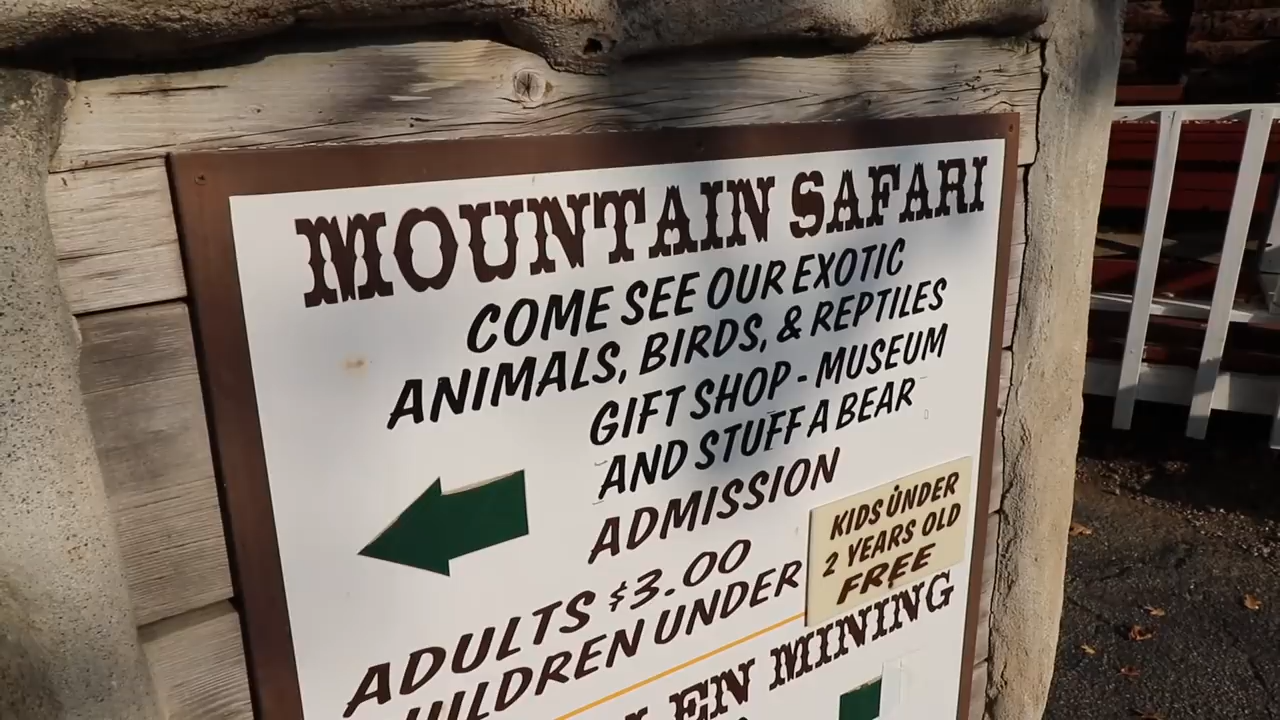 MOUNTAIN SAFARI
COME SEE OUR EXOTIC
ANIMALS, BIRDS, & REPTILES
GIFT SHOP - MUSEUM
AND STUFF A BEAR
ADMISSION
ADULTS $3.00
CHILDREN UNDER
KIDS UNDER
2 YEARS OLD
FREE
MINING